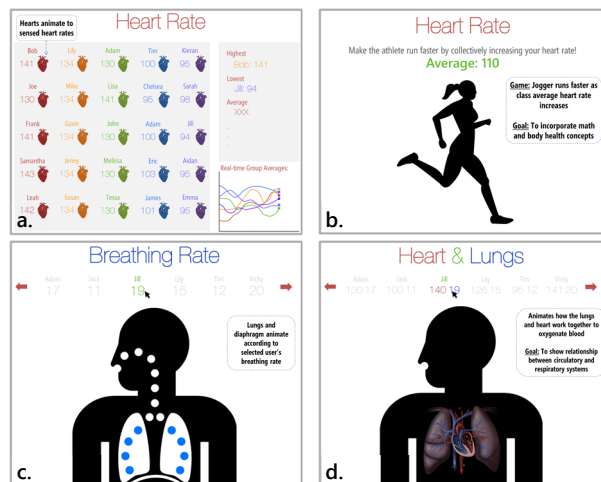 Heart Rate
Hearts animate to
sensed heart rates
Bob Lily Adam Tim Kieran
141 134 130 100 95
Joe Mike Lisa Chelsea Sarah
130 134 141 95 98
Frank Gavin John Adam Jill
141 134 130 100 94
Samantha Jenny Melissa Eric Aidan
143 134 130 103 95
Leah Susan Tessa James Emma
142 134 130 101 95
Highest
Bob: 141
Lowest
Jill: 94
Average
XXX
.
.
.
Real-time Group Averages:
a.
Heart Rate
Make the athlete run faster by collectively increasing your heart rate!
Average: 110
Game: Jogger runs faster as
class average heart rate
increases
Goal: To incorporate math
and body health concepts
b.
Breathing Rate
Adam Jack Jill Lily Tim Vicky
17 11 19 15 12 20
Lungs and
diaphragm animate
according to
selected user's
breathing rate
c.
Heart & Lungs
Adam Jack Jill Lily Tim Vicky
130 17 100 11 140 19 126 15 95 12 141 20
Animates how the lungs
and heart work together to
oxygenate blood
Goal: To show relationship
between circulatory and
respiratory systems
d.